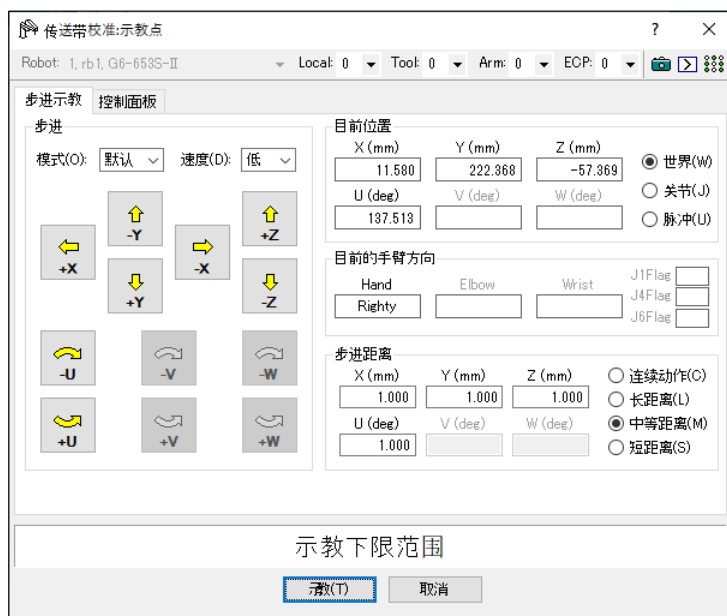 传送带校准:示教点
Robot: 1, rb1, G6-653S-II Local: 0 Tool: 0 Arm: 0 ECP: 0
步进示教 控制面板
步进
模式(O): 默认 速度(D): 低
+X -Y -X +Z
+Y -Z
-U -V -W
+U +V +W
目前位置
X (mm) Y (mm) Z (mm)
11.580 222.368 -57.369
U (deg) V (deg) W (deg)
137.513
世界(W)
关节(J)
脉冲(U)
目前的手臂方向
Hand Elbow Wrist
Righty
J1Flag
J4Flag
J6Flag
步进距离
X (mm) Y (mm) Z (mm)
1.000 1.000 1.000
U (deg) V (deg) W (deg)
1.000
连续动作(C)
长距离(L)
中等距离(M)
短距离(S)
示教下限范围
示教(T) 取消